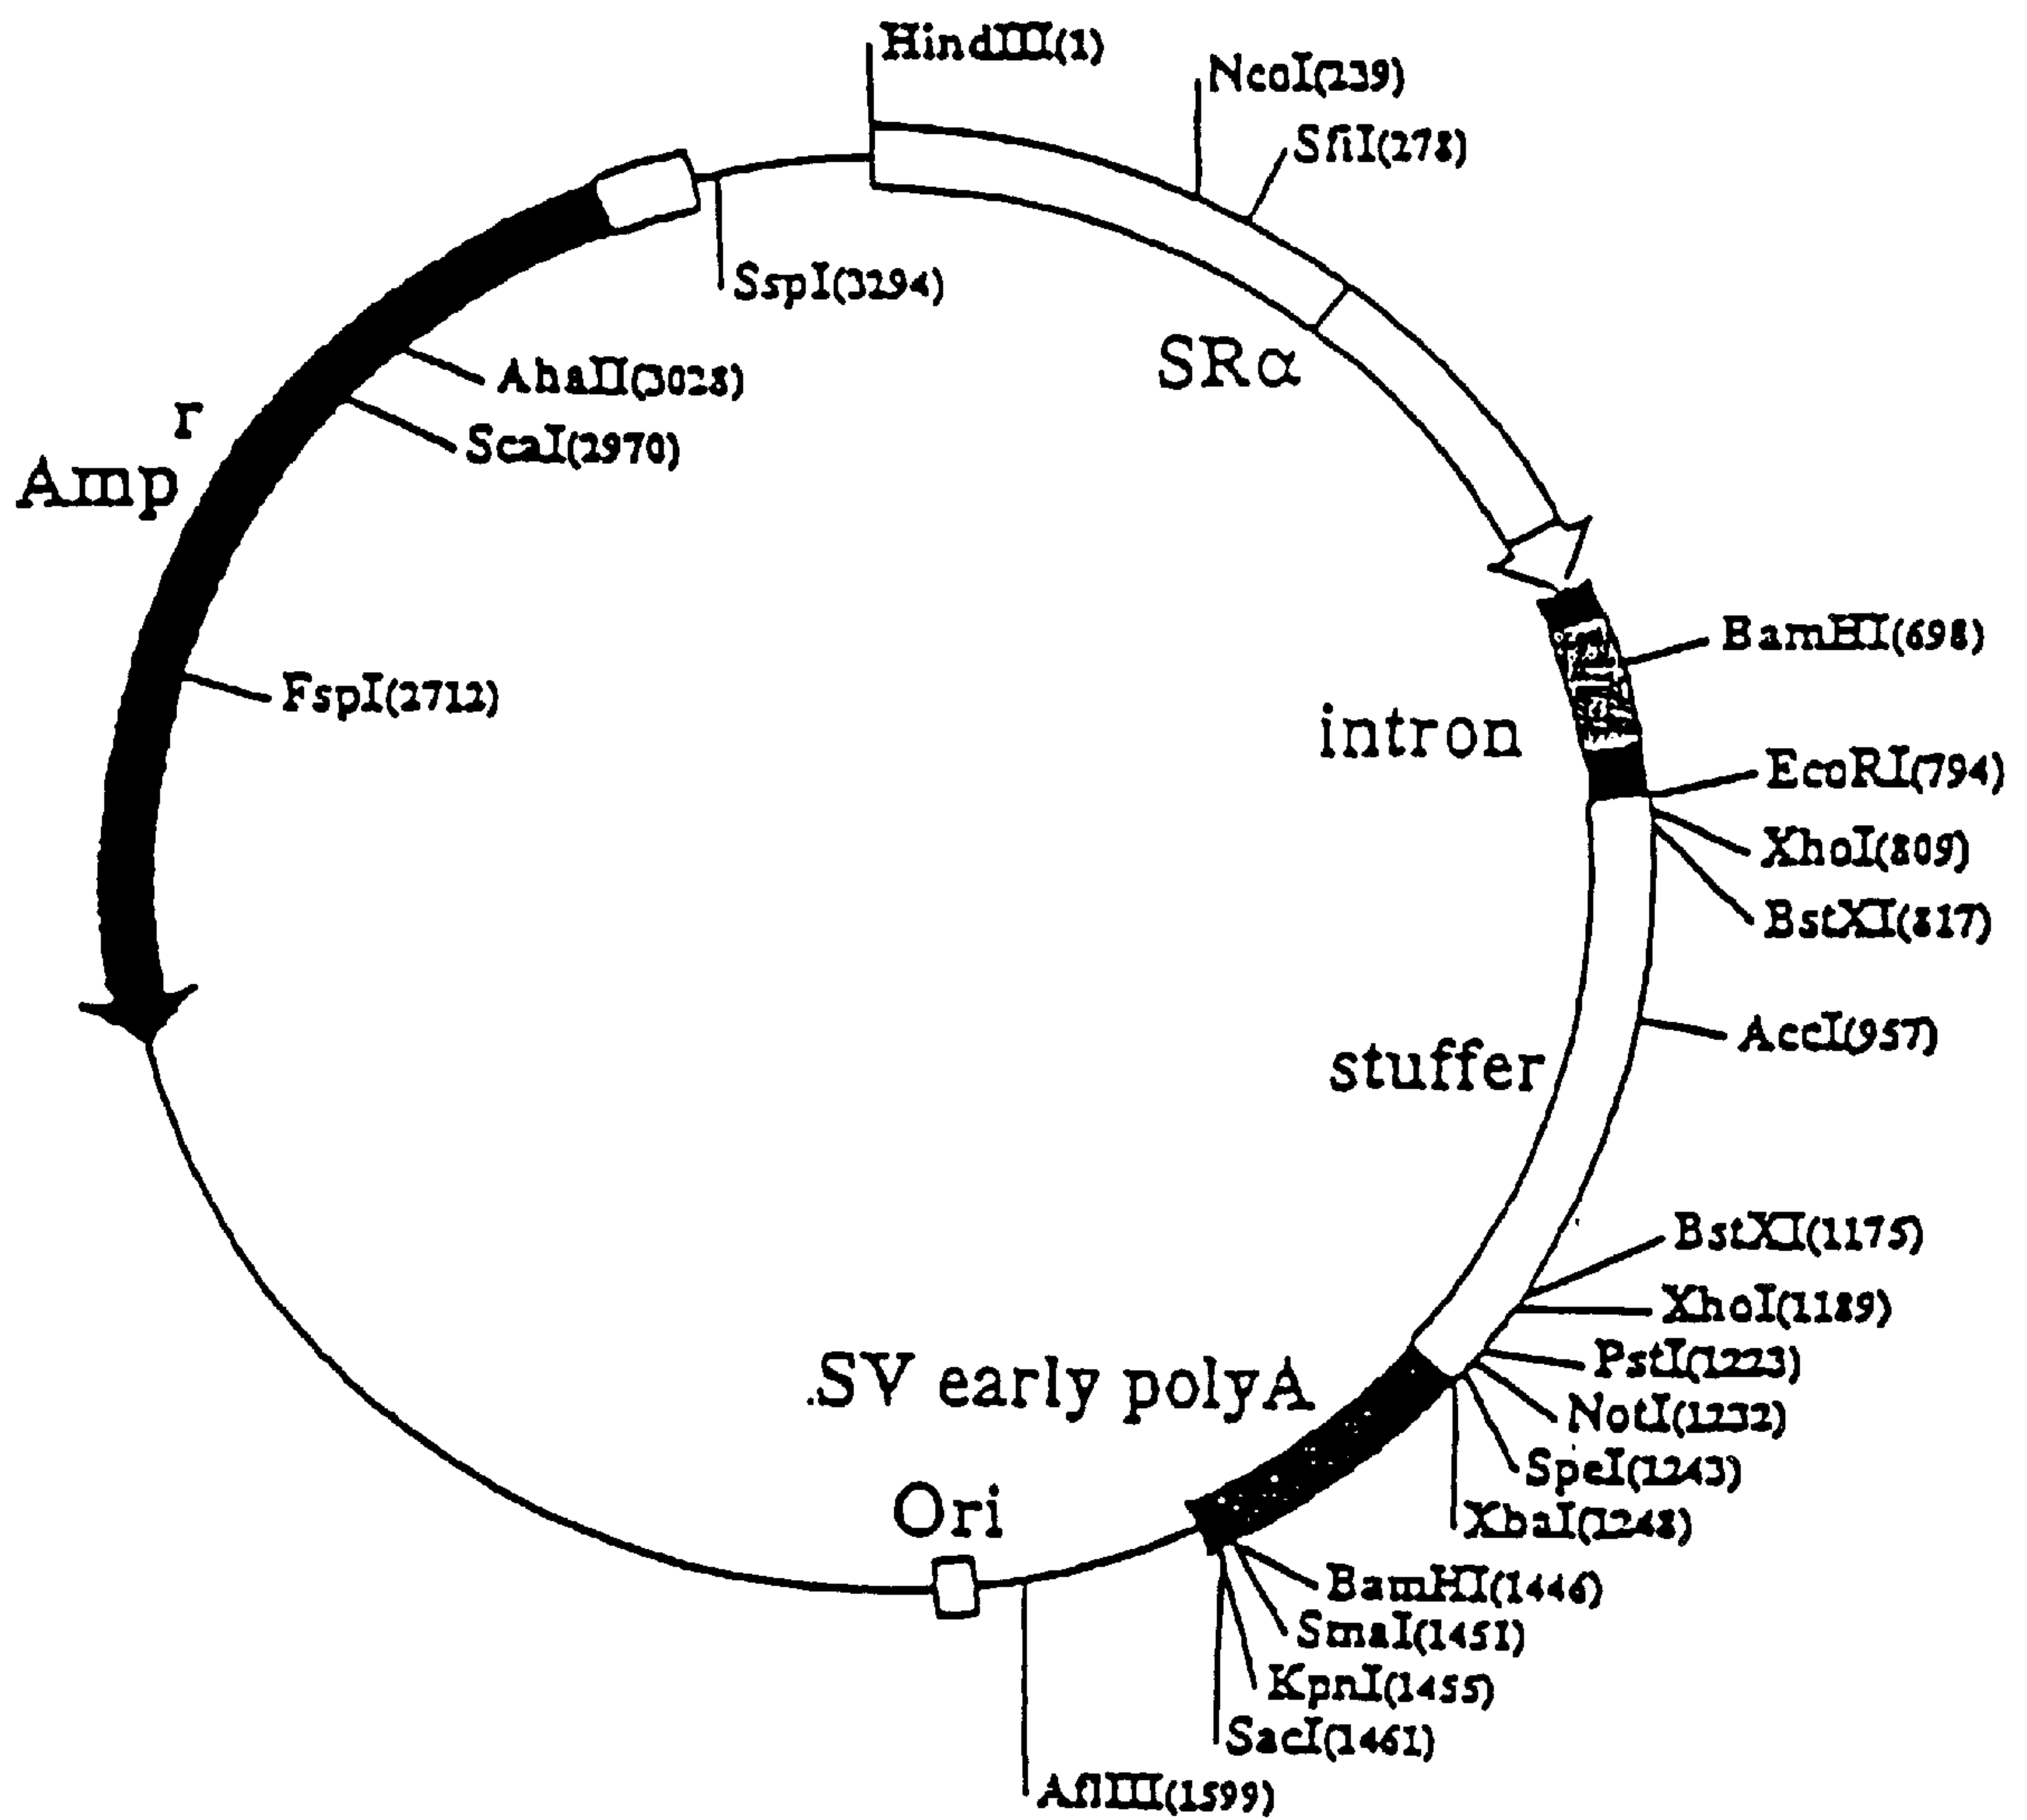 HindIII(1)
NcoI(239)
SfiI(278)
SspI(3294)
SRα
AhaII(3028)
r
Amp
ScaI(2970)
BamHI(698)
FspI(2712)
intron
EcoRI(794)
XhoI(809)
BstXI(817)
AccI(957)
stuffer
BstXI(1175)
XhoI(1189)
PstI(1223)
SV early polyA
NotI(1232)
SpeI(1243)
Ori
XbaI(1248)
BamHI(1446)
SmaI(1451)
KpnI(1455)
SacI(1461)
AflIII(1599)